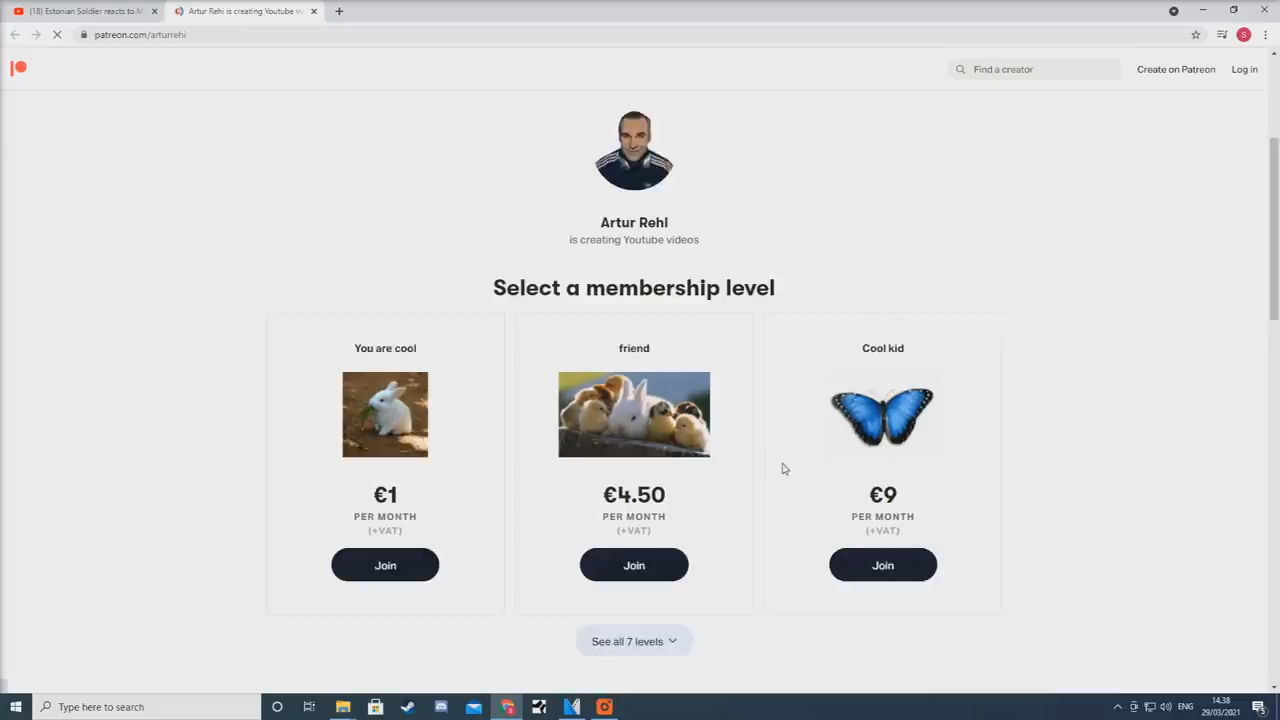 (18) Estonian Soldier reacts to M
Artur Rehi is creating Youtube vi
patreon.com/arturrehi
S
Find a creator
Create on Patreon
Log in
Artur Rehi
is creating Youtube videos
Select a membership level
You are cool
friend
Cool kid
€1
€4.50
€9
PER MONTH
PER MONTH
PER MONTH
(+VAT)
(+VAT)
(+VAT)
Join
Join
Join
See all 7 levels
Type here to search
ENG
14.38
29/03/2021